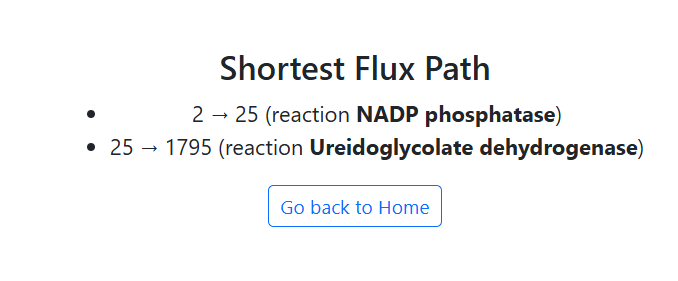 Shortest Flux Path
• 2 → 25 (reaction NADP phosphatase)
• 25 → 1795 (reaction Ureidoglycolate dehydrogenase)
Go back to Home